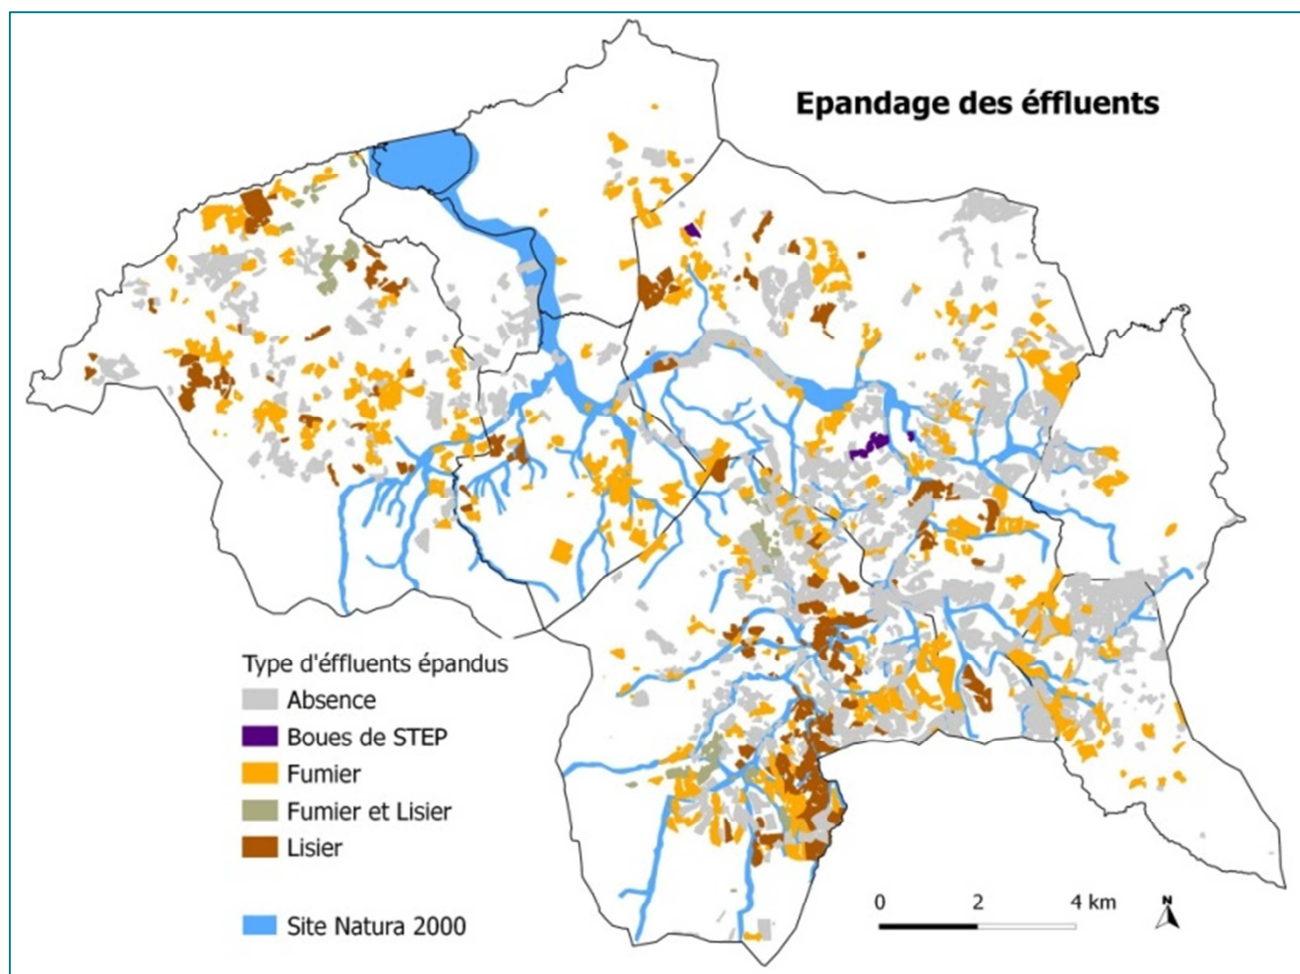 Epandage des éffluents
Type d'éffluents épandus
Absence
Boues de STEP
Fumier
Fumier et Lisier
Lisier
Site Natura 2000
0 2 4 km
N